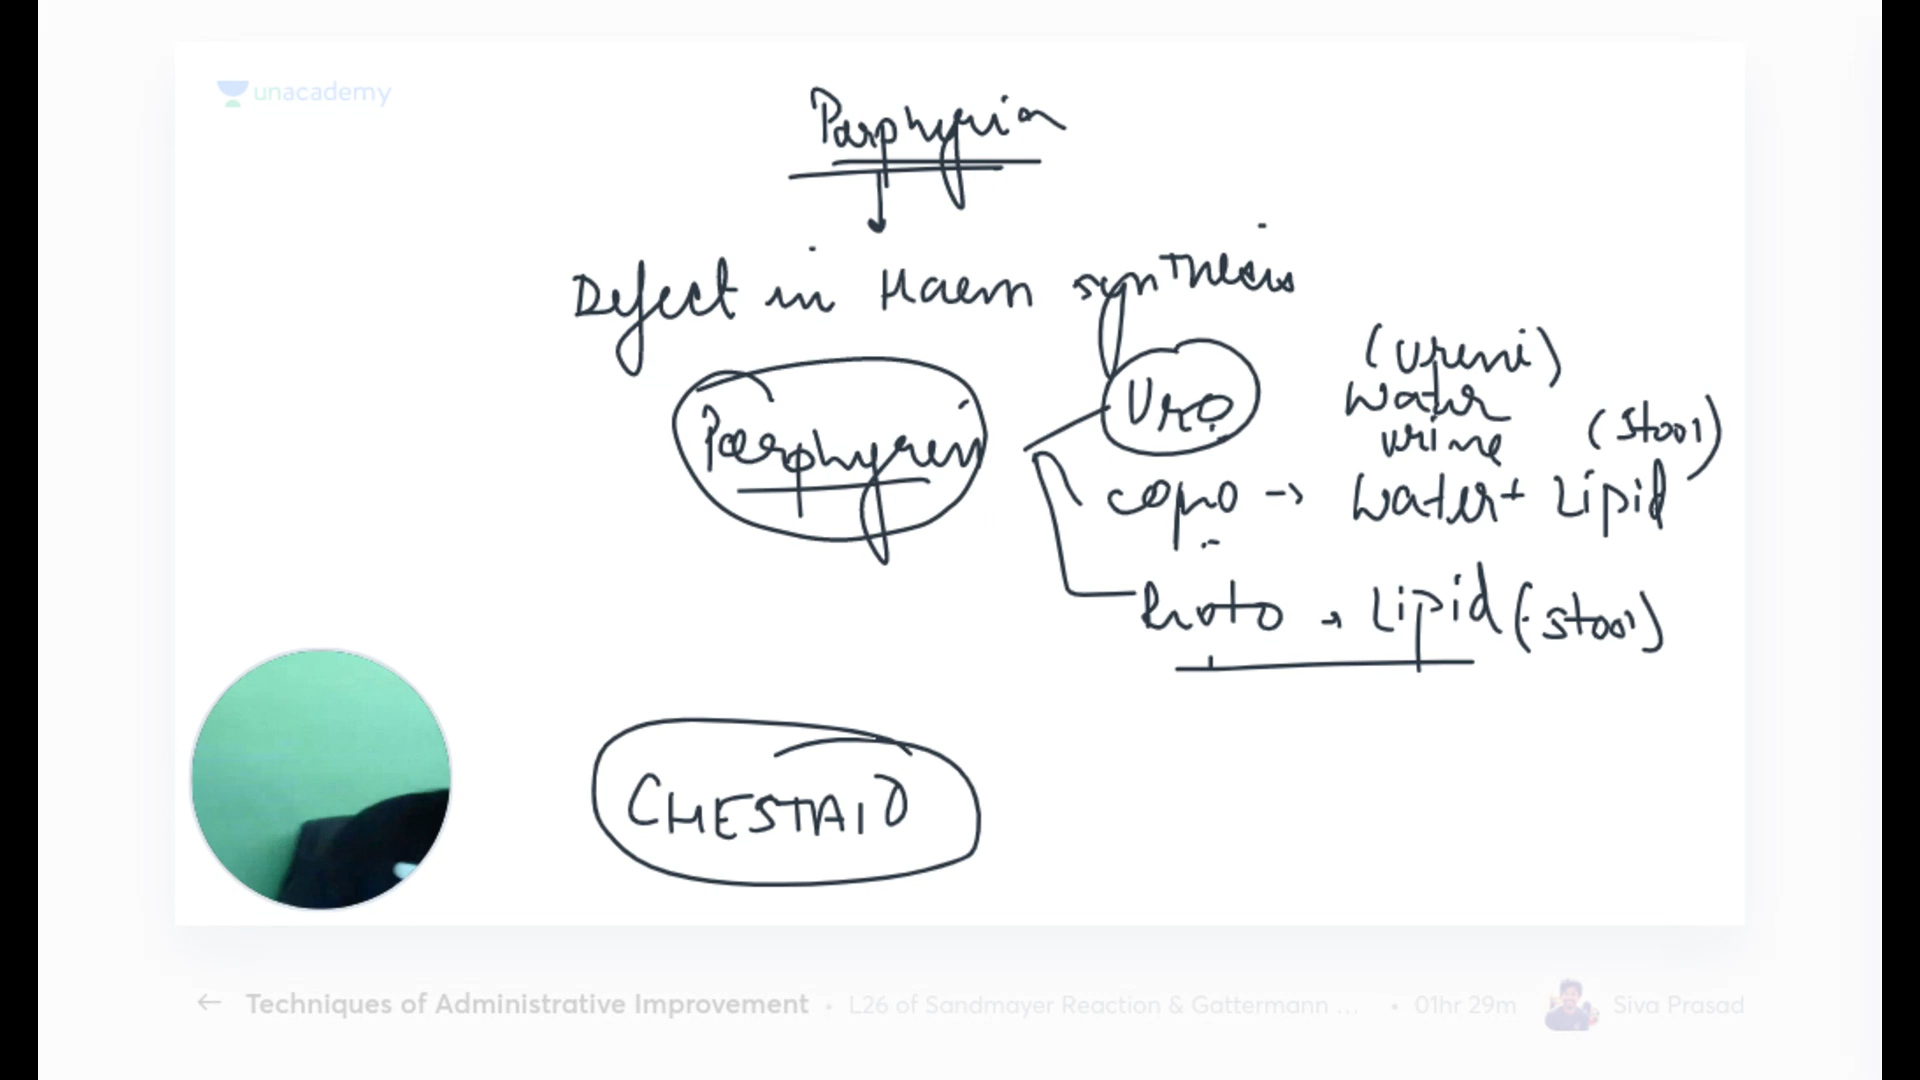 unacademy
Porphyria
Defect in Haem synthesis
Porphyrin
Uro
(Ureni)
Water
urine
(stool)
Copro → Water + Lipid
Proto → Lipid (stool)
CHESTAID
Techniques of Administrative Improvement • L26 of Sandmayer Reaction & Gattermann ... • 01hr 29m Siva Prasad